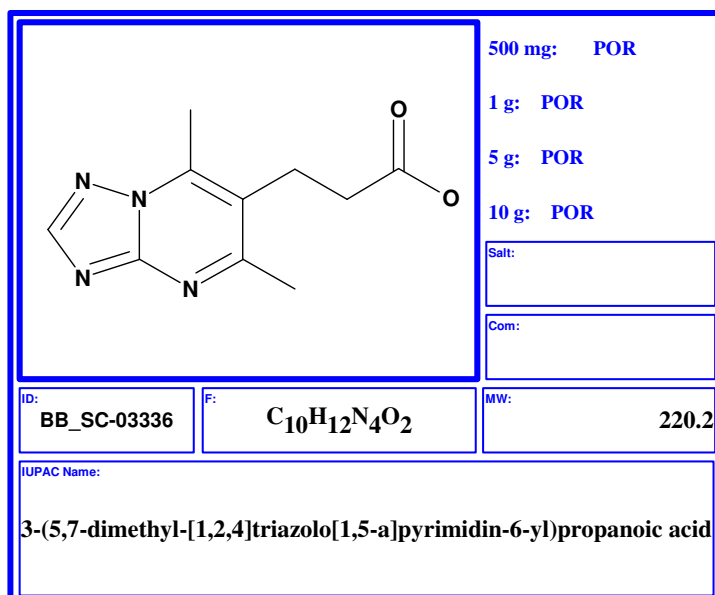 500 mg: POR
1 g: POR
5 g: POR
10 g: POR
O
O
N
N
N
N
Salt:
Com:
ID:
BB_SC-03336
F:
C10H12N4O2
MW:
220.2
IUPAC Name:
3-(5,7-dimethyl-[1,2,4]triazolo[1,5-a]pyrimidin-6-yl)propanoic acid